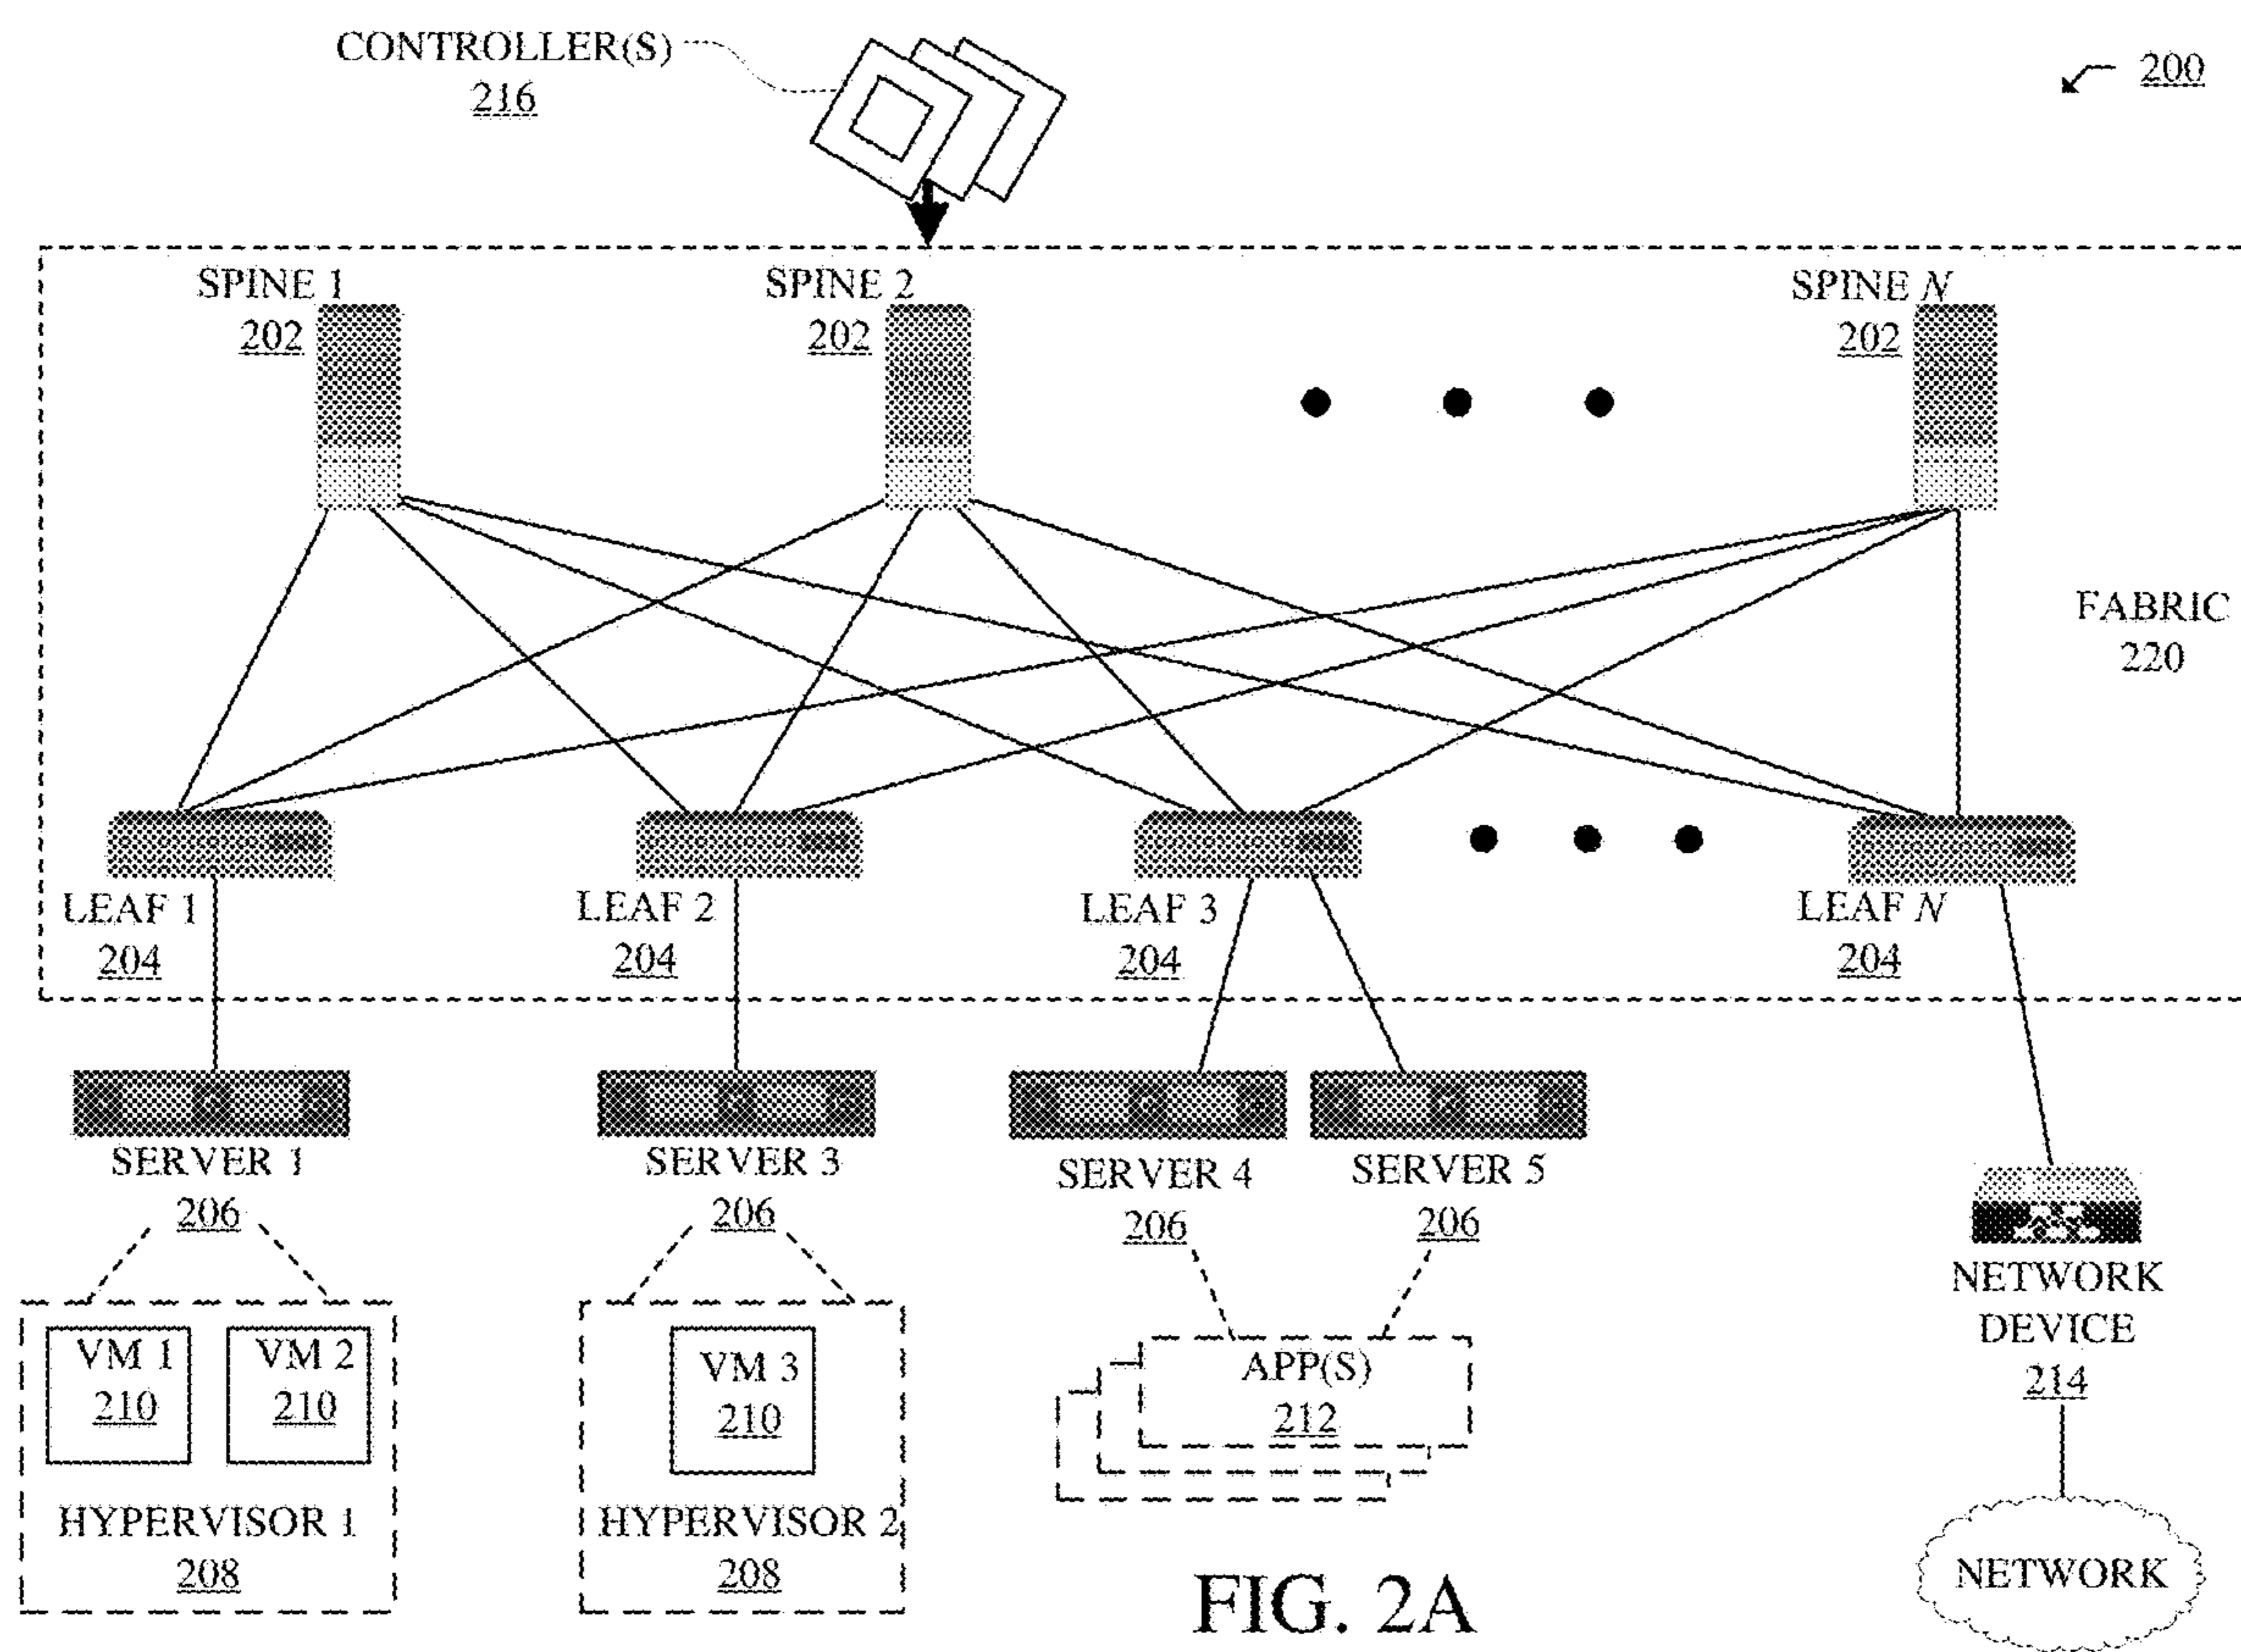 CONTROLLER(S)
216
200
SPINE 1
202
SPINE 2
202
SPINE N
202
FABRIC
220
LEAF 1
204
LEAF 2
204
LEAF 3
204
LEAF N
204
SERVER 1
206
SERVER 3
206
SERVER 4
206
SERVER 5
206
NETWORK
DEVICE
214
VM 1
210
VM 2
210
HYPERVISOR 1
208
VM 3
210
HYPERVISOR 2
208
APP(S)
212
NETWORK
FIG. 2A